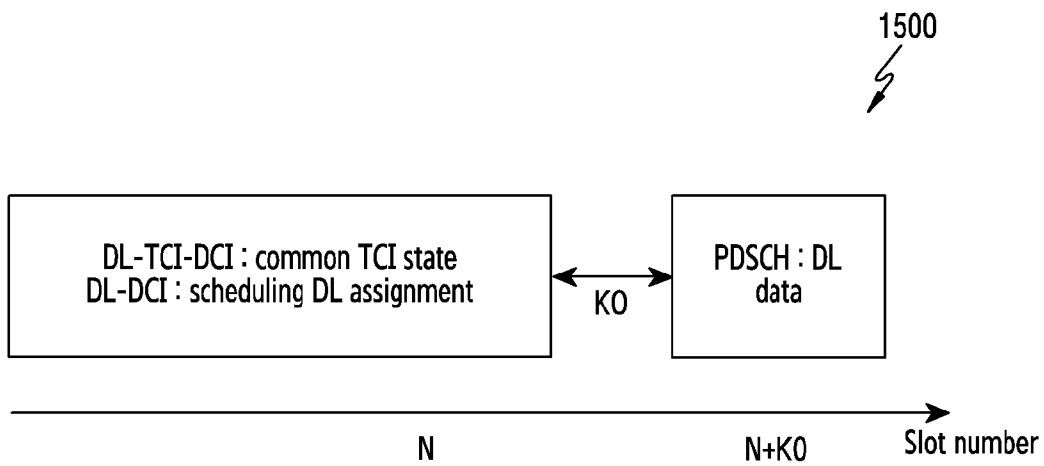 1500
DL-TCI-DCI : common TCI state
DL-DCI : scheduling DL assignment
K0
PDSCH : DL
data
N
N+K0
Slot number